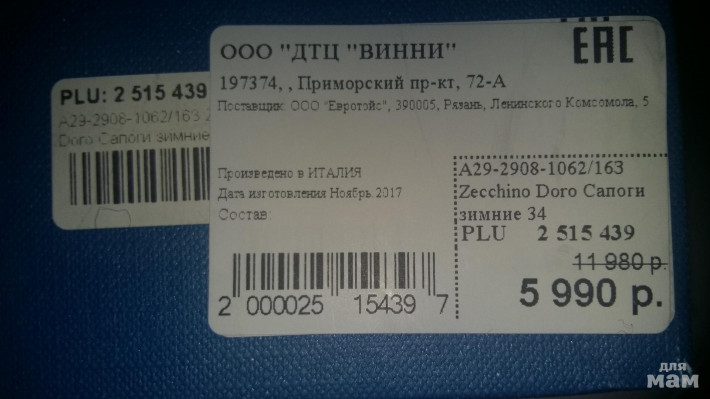 PLU: 2 515 439
A29-2908-1062/163
Doro Сапоги зимние
ООО "ДТЦ "ВИННИ"
ЕАС
197374, , Приморский пр-кт, 72-А
Поставщик: ООО "Евротойс", 390005, Рязань, Ленинского Комсомола, 5
Произведено в ИТАЛИЯ
Дата изготовления Ноябрь.2017
Состав:
A29-2908-1062/163
Zecchino Doro Сапоги
зимние 34
PLU 2 515 439
11 980 р.
5 990 р.
2 000025 15439 7
для
мам